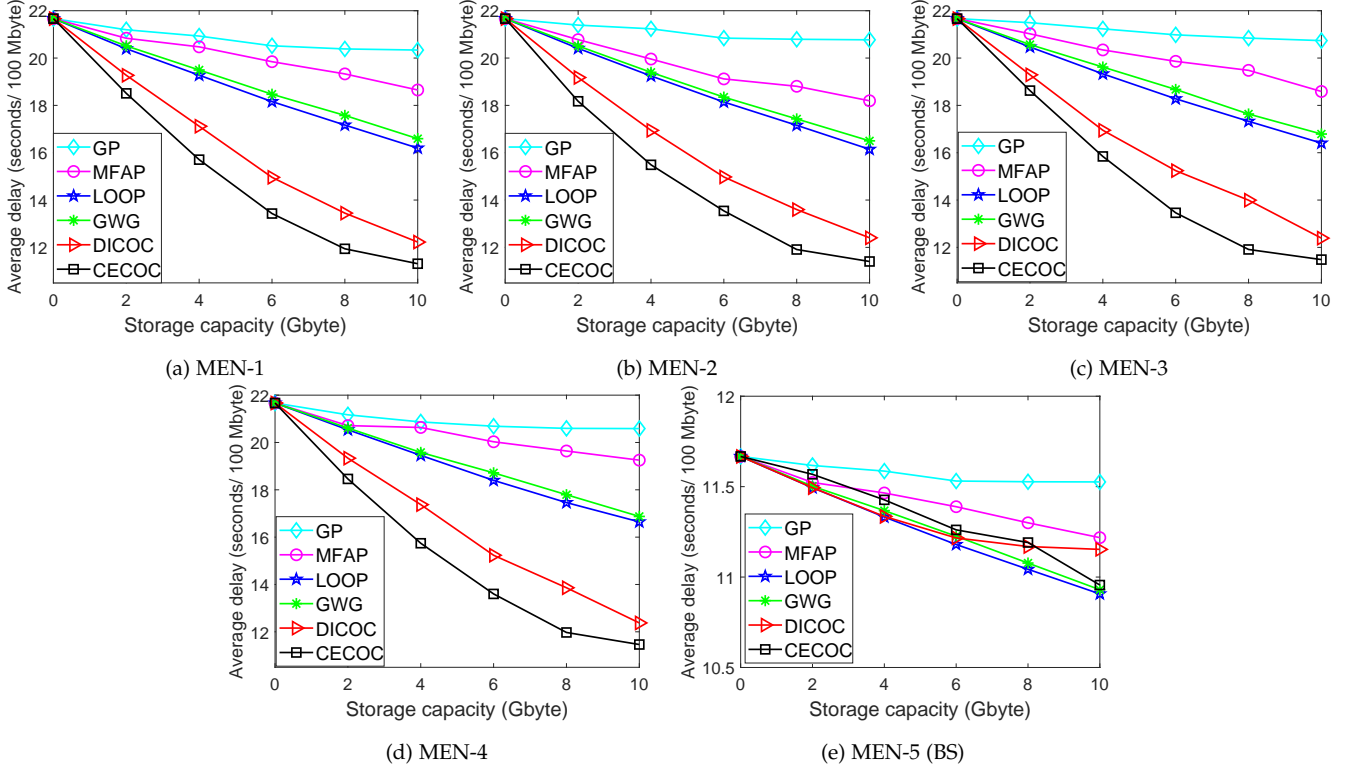 22
20
18
16
14
12
Average delay (seconds/ 100 Mbyte)
GP
MFAP
LOOP
GWG
DICOC
CECOC
0 2 4 6 8 10
Storage capacity (Gbyte)
(a) MEN-1
22
20
18
16
14
12
Average delay (seconds/ 100 Mbyte)
GP
MFAP
LOOP
GWG
DICOC
CECOC
0 2 4 6 8 10
Storage capacity (Gbyte)
(b) MEN-2
22
20
18
16
14
12
Average delay (seconds/ 100 Mbyte)
GP
MFAP
LOOP
GWG
DICOC
CECOC
0 2 4 6 8 10
Storage capacity (Gbyte)
(c) MEN-3
22
20
18
16
14
12
Average delay (seconds/ 100 Mbyte)
GP
MFAP
LOOP
GWG
DICOC
CECOC
0 2 4 6 8 10
Storage capacity (Gbyte)
(d) MEN-4
12
11.5
11
10.5
Average delay (seconds/ 100 Mbyte)
GP
MFAP
LOOP
GWG
DICOC
CECOC
0 2 4 6 8 10
Storage capacity (Gbyte)
(e) MEN-5 (BS)